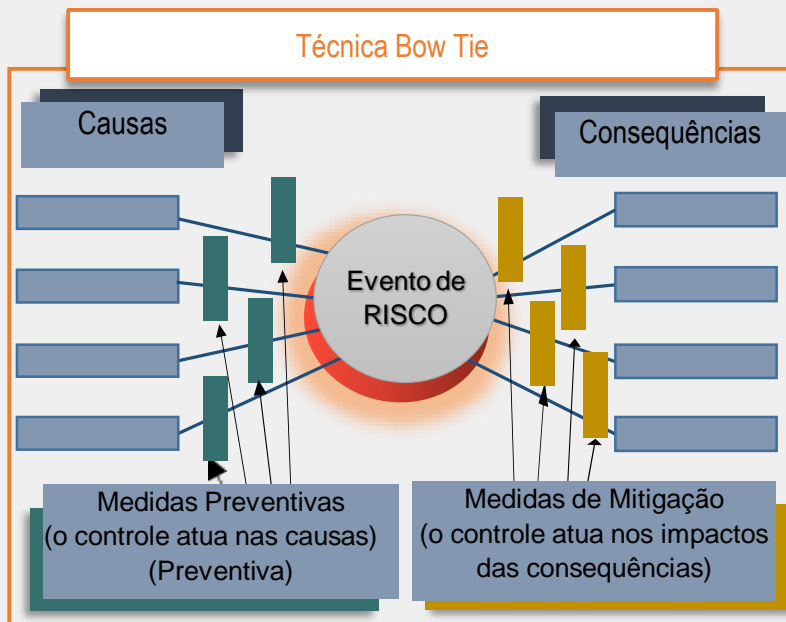 Técnica Bow Tie
Causas
Consequências
Evento de
RISCO
Medidas Preventivas
(o controle atua nas causas)
(Preventiva)
Medidas de Mitigação
(o controle atua nos impactos
das consequências)